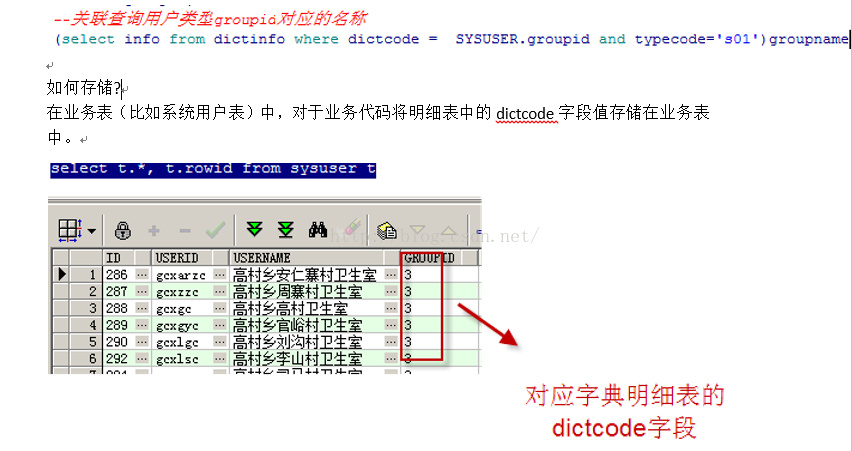 --关联查询用户类型groupid对应的名称
(select info from dictinfo where dictcode = SYSUSER.groupid and typecode='s01')groupname
如何存储?
在业务表（比如系统用户表）中，对于业务代码将明细表中的 dictcode 字段值存储在业务表
中。
select t.*, t.rowid from sysuser t
ID USERID USERNAME GROUPID
1 286 gcxarzc 高村乡安仁寨村卫生室 3
2 287 gcxzzc 高村乡周寨村卫生室 3
3 288 gcxgc 高村乡高村卫生室 3
4 289 gcxgyc 高村乡官峪村卫生室 3
5 290 gcxlgc 高村乡刘沟村卫生室 3
6 292 gcxlsc 高村乡李山村卫生室 3
对应字典明细表的
dictcode字段